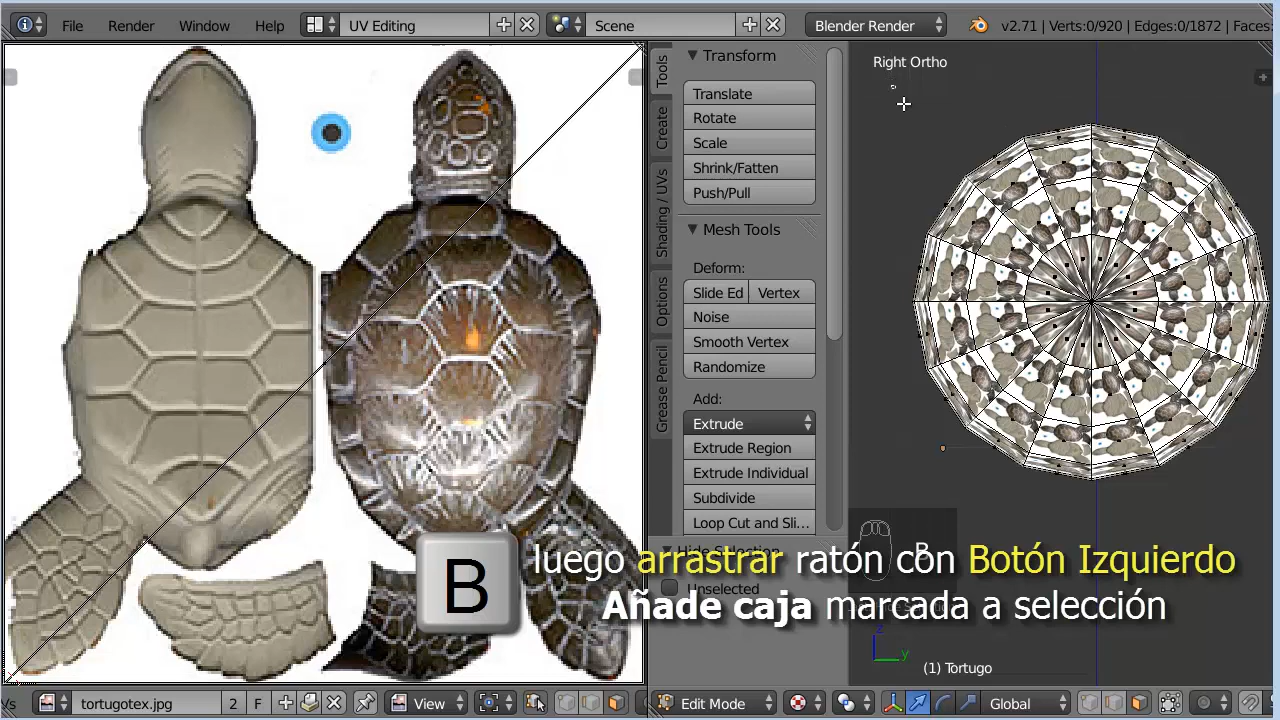 File Render Window Help UV Editing Scene Blender Render v2.71 | Verts:0/920 | Edges:0/1872 | Faces:
Right Ortho
Tools
Create
Shading / UVs
Options
Grease Pencil
Transform
Translate
Rotate
Scale
Shrink/Fatten
Push/Pull
Mesh Tools
Deform:
Slide Ed Vertex
Noise
Smooth Vertex
Randomize
Add:
Extrude
Extrude Region
Extrude Individual
Subdivide
Loop Cut and Sli...
B
luego arrastrar ratón con Botón Izquierdo
Añade caja marcada a selección
Unselected
z
y
(1) Tortugo
Vs tortugotex.jpg 2 F View Edit Mode Global